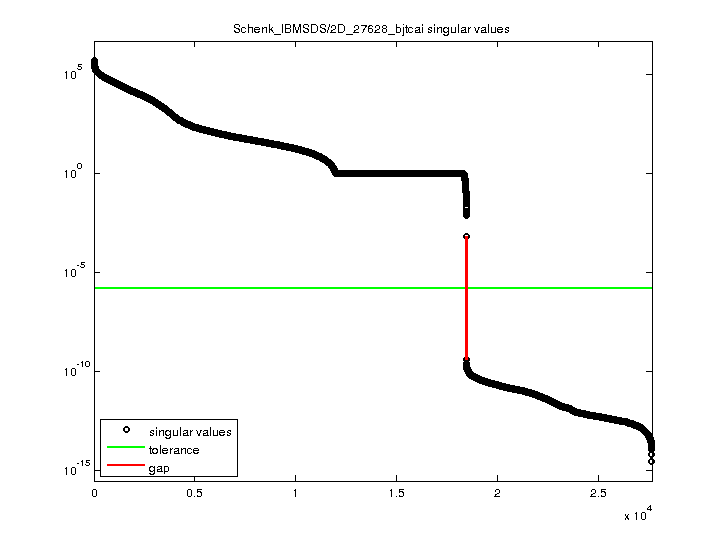 Schenk_IBMSDS/2D_27628_bjtcai singular values
10^5
10^0
10^-5
10^-10
10^-15
singular values
tolerance
gap
0 0.5 1 1.5 2 2.5
x 10^4